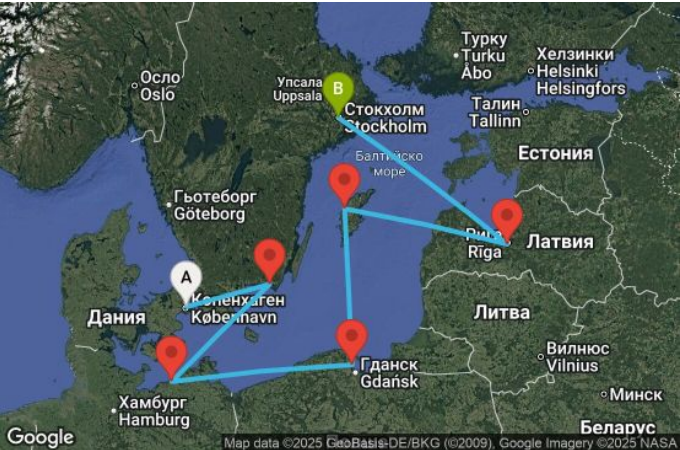 Турку
Turku
Åbo
Хелзинки
Helsinki
Helsingfors
Осло
Oslo
Упсала
Uppsala
B
Стокхолм
Stockholm
Талин
Tallinn
Естония
Балтийско
море
Гьотеборг
Göteborg
Рига
Rīga
Латвия
A
Копенхаген
København
Дания
Литва
Вилнюс
Vilnius
Гданск
Gdańsk
Минск
Хамбург
Hamburg
Беларус
Google
Map data ©2025 GeoBasis-DE/BKG (©2009), Google Imagery ©2025 NASA